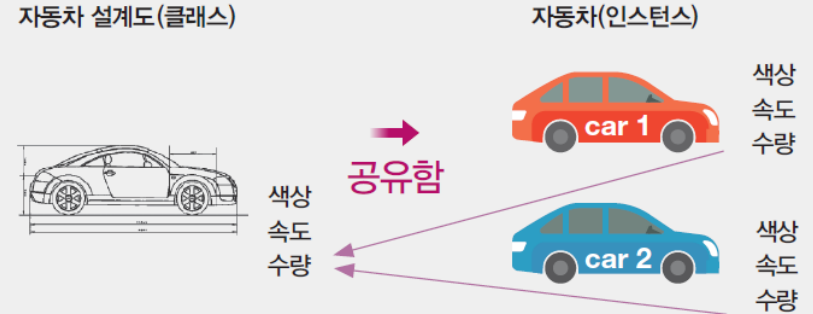 자동차 설계도(클래스)
자동차(인스턴스)
색상
속도
수량
공유함
car 1
색상
속도
수량
car 2
색상
속도
수량